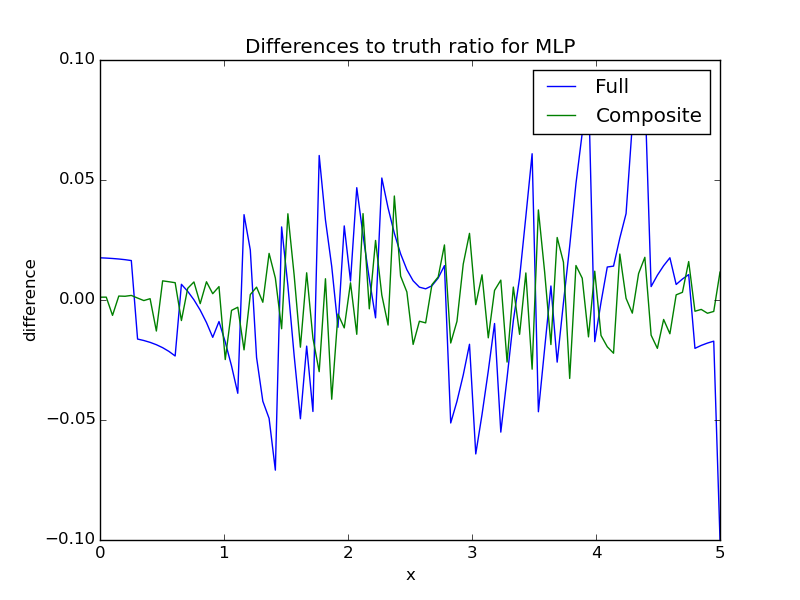 Differences to truth ratio for MLP
Full
Composite
0.10
0.05
0.00
−0.05
−0.10
difference
0 1 2 3 4 5
x